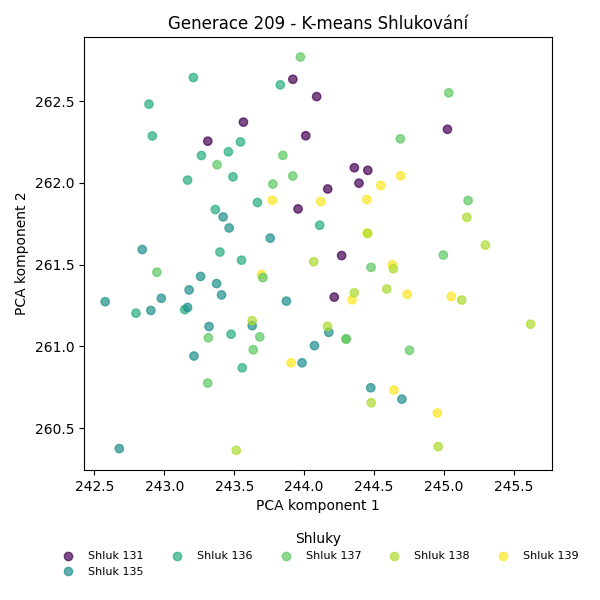 Generace 209 - K-means Shlukování
PCA komponent 2
262.5
262.0
261.5
261.0
260.5
242.5 243.0 243.5 244.0 244.5 245.0 245.5
PCA komponent 1
Shluky
Shluk 131 Shluk 136 Shluk 137 Shluk 138 Shluk 139
Shluk 135